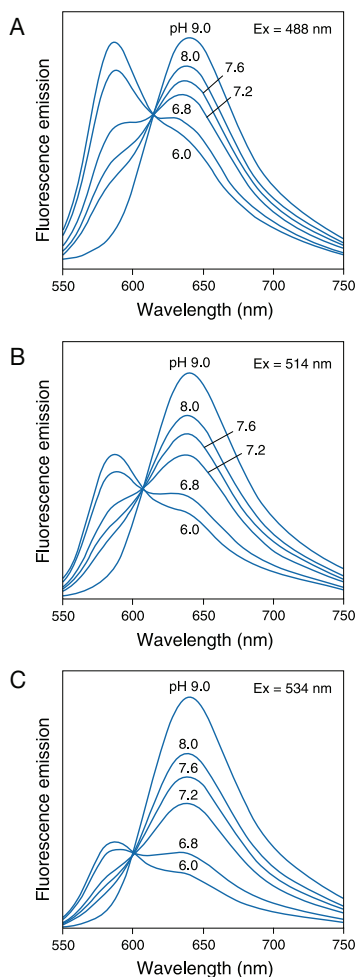 A
pH 9.0 Ex = 488 nm
8.0
7.6
7.2
6.8
6.0
Fluorescence emission
550 600 650 700 750
Wavelength (nm)
B
pH 9.0 Ex = 514 nm
8.0
7.6
7.2
6.8
6.0
Fluorescence emission
550 600 650 700 750
Wavelength (nm)
C
pH 9.0 Ex = 534 nm
8.0
7.6
7.2
6.8
6.0
Fluorescence emission
550 600 650 700 750
Wavelength (nm)